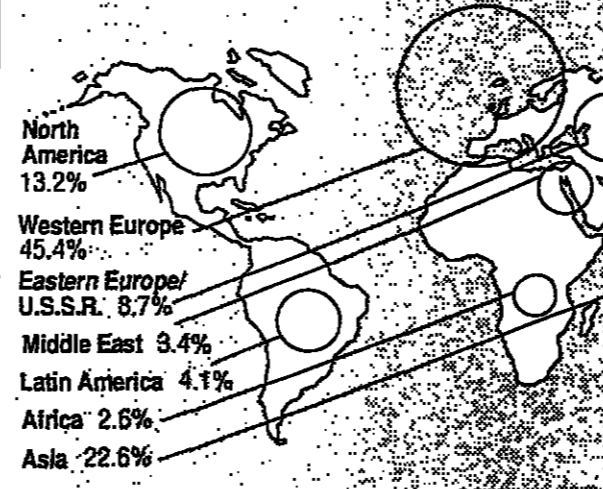 North
America
13.2%
Western Europe
45.4%
Eastern Europe/
U.S.S.R. 8.7%
Middle East 3.4%
Latin America 4.1%
Africa 2.6%
Asia 22.6%